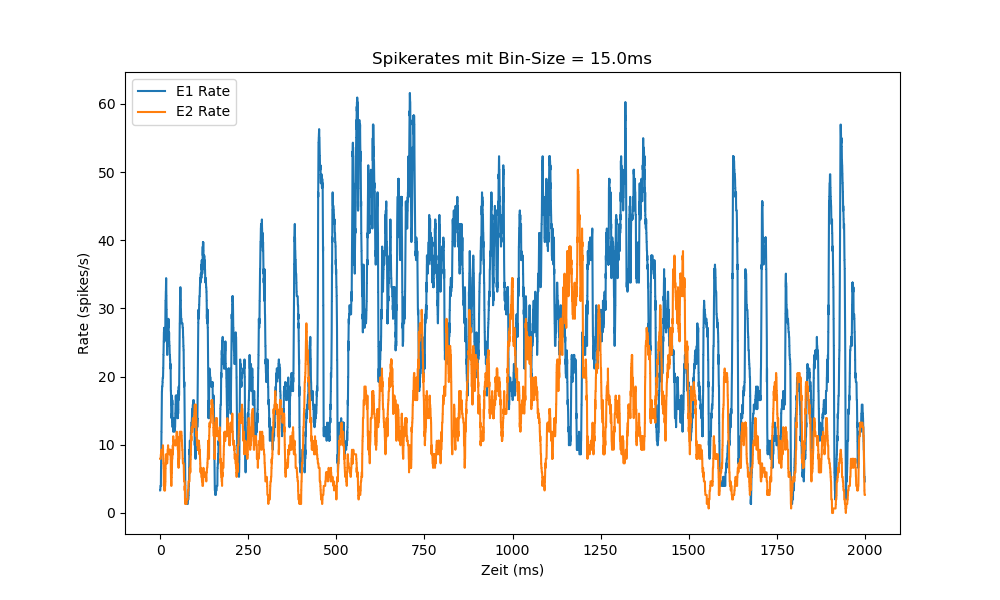 Spikerates mit Bin-Size = 15.0ms
E1 Rate
E2 Rate
60
50
40
30
20
10
0
Rate (spikes/s)
0 250 500 750 1000 1250 1500 1750 2000
Zeit (ms)